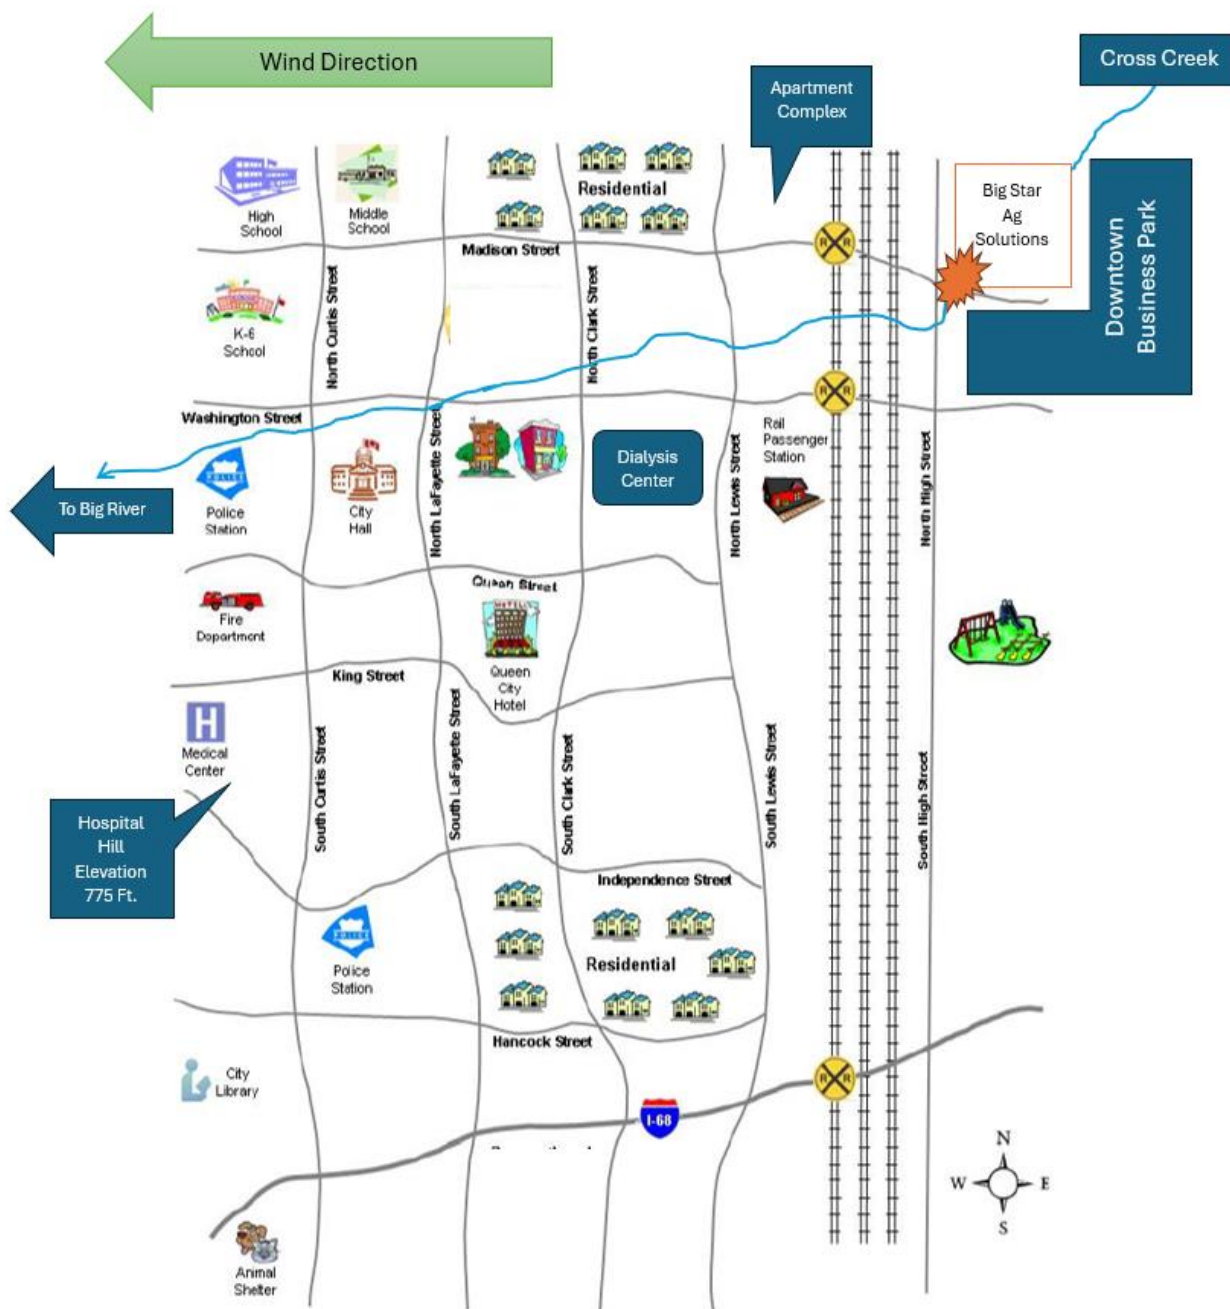 Wind Direction
Cross Creek
Apartment
Complex
High
School
Middle
School
Residential
Big Star
Ag
Solutions
Downtown
Business Park
Madison Street
R R
North Curtis Street
North Clark Street
K-6
School
R R
Washington Street
North LaFayette Street
Dialysis
Center
North Lewis Street
Rail
Passenger
Station
North High Street
To Big River
POLICE
Police
Station
City
Hall
Queen Street
Fire
Department
HOTEL
Queen
City
Hotel
King Street
H
Medical
Center
South Curtis Street
South LaFayette Street
South Clark Street
South Lewis Street
South High Street
Hospital
Hill
Elevation
775 Ft.
Independence Street
POLICE
Police
Station
Residential
Hancock Street
City
Library
R R
I-68
N
W E
S
Animal
Shelter